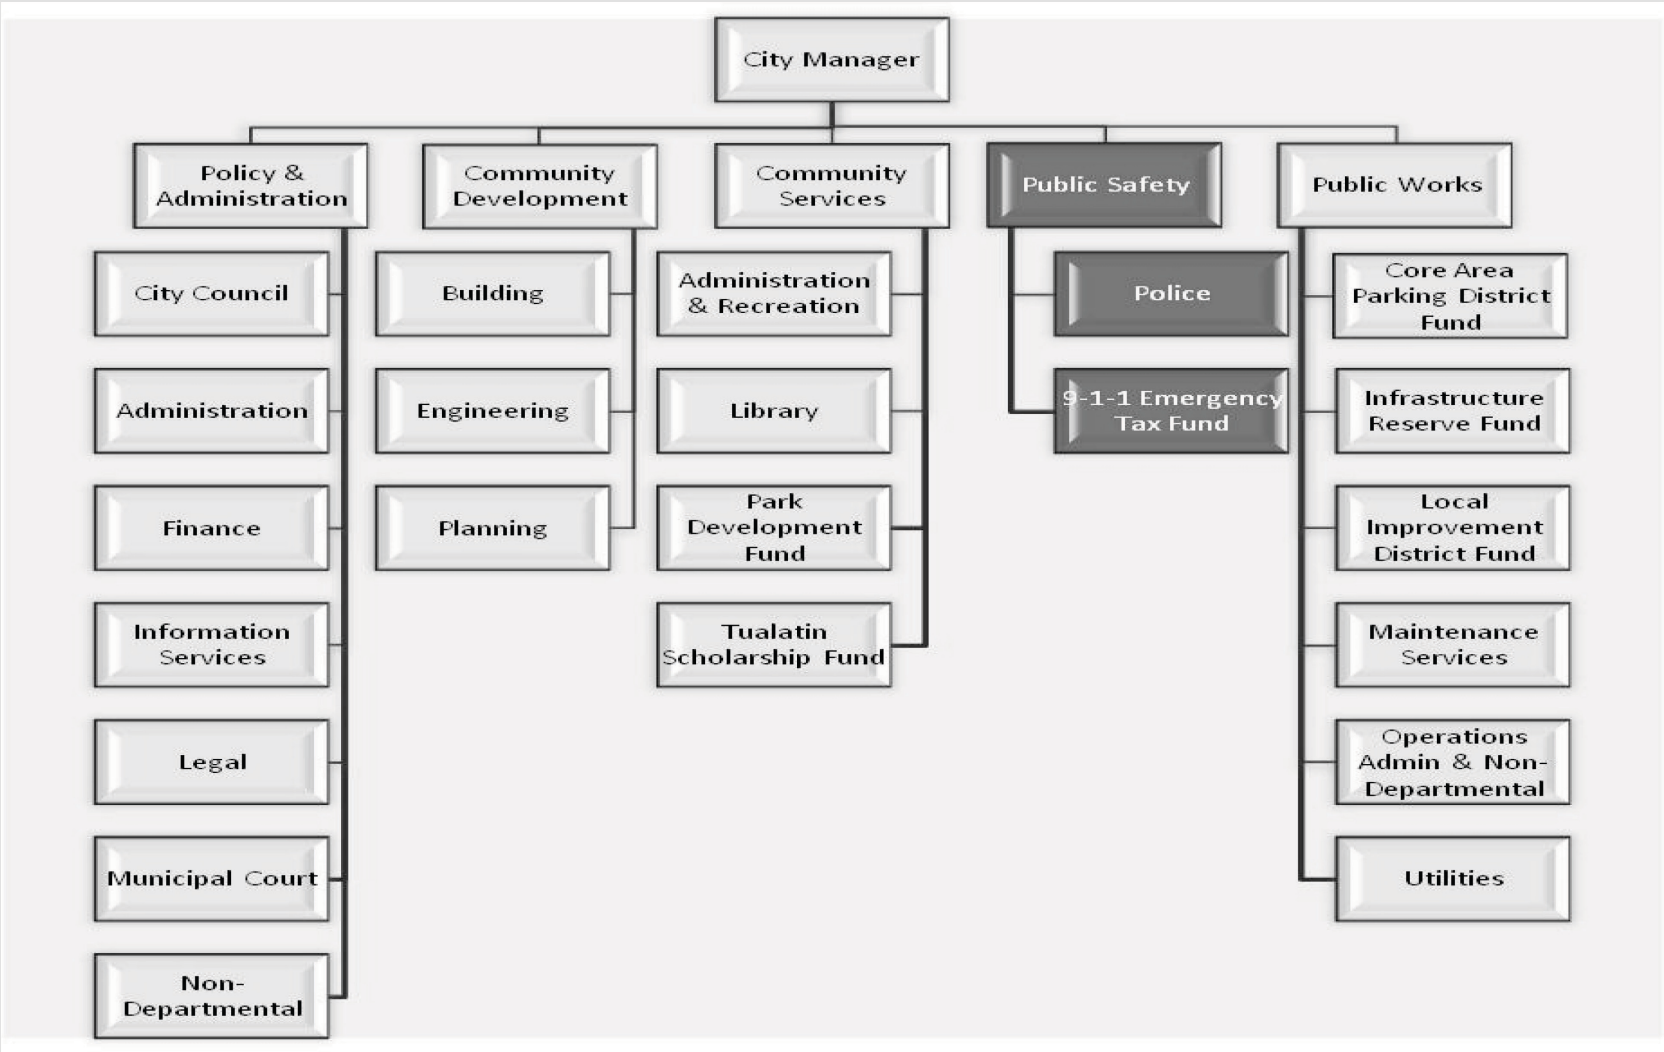 City Manager
Policy &
Administration
Community
Development
Community
Services
Public Safety
Public Works
City Council
Administration
Finance
Information
Services
Legal
Municipal Court
Non-
Departmental
Building
Engineering
Planning
Administration
& Recreation
Library
Park
Development
Fund
Tualatin
Scholarship Fund
Police
9-1-1 Emergency
Tax Fund
Core Area
Parking District
Fund
Infrastructure
Reserve Fund
Local
Improvement
District Fund
Maintenance
Services
Operations
Admin & Non-
Departmental
Utilities